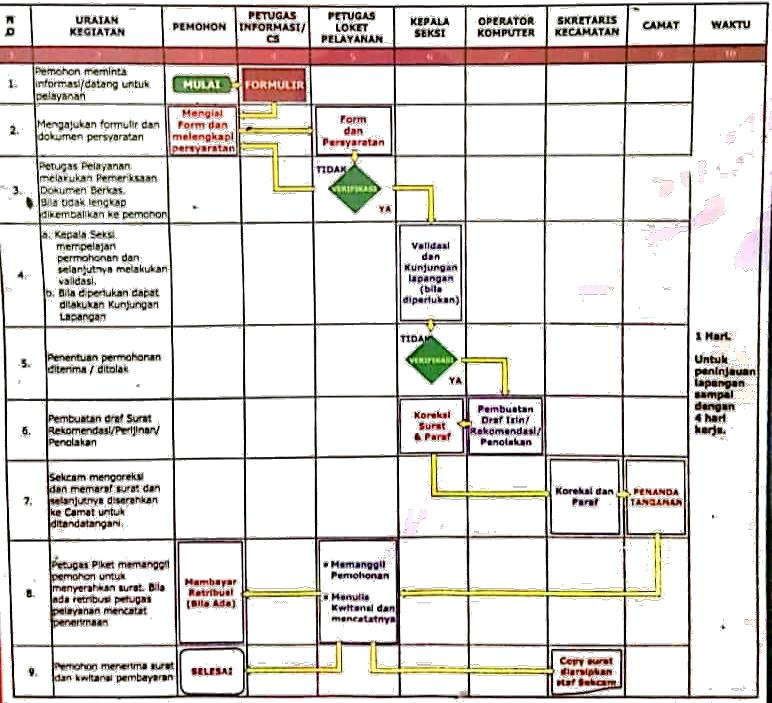 N
O
URAIAN
KEGIATAN
PEMOHON
PETUGAS
INFORMASI/
CS
PETUGAS
LOKET
PELAYANAN
KEPALA
SEKSI
OPERATOR
KOMPUTER
SKRETARIS
KECAMATAN
CAMAT
WAKTU
1
2
3
4
5
6
7
8
9
10
1.
Pemohon meminta
informasi/datang untuk
pelayanan
MULAI
FORMULIR
2.
Mengajukan formulir dan
dokumen persyaratan
Mengisi
Form dan
melengkapi
persyaratan
Form
dan
Persyaratan
3.
Petugas Pelayanan
melakukan Pemeriksaan
Dokumen Berkas.
Bila tidak lengkap
dikembalikan ke pemohon
TIDAK
VERIFIKASI
YA
4.
a. Kepala Seksi
mempelajari
permohonan dan
selanjutnya melakukan
validasi.
b. Bila diperlukan dapat
dilakukan Kunjungan
Lapangan
Validasi
dan
Kunjungan
lapangan
(bila
diperlukan)
5.
Penentuan permohonan
diterima / ditolak
TIDAK
VERIFIKASI
YA
1 Hari.
Untuk
peninjauan
lapangan
sampai
dengan
4 hari
kerja.
6.
Pembuatan draf Surat
Rekomendasi/Perijinan/
Penolakan
Koreksi
Surat
& Paraf
Pembuatan
Draf Izin/
Rekomendasi/
Penolakan
7.
Sekcam mengoreksi
dan memaraf surat dan
selanjutnya diserahkan
ke Camat untuk
ditandatangani.
Koreksi dan
Paraf
PENANDA
TANGANAN
8.
Petugas Piket memanggil
pemohon untuk
menyerahkan surat. Bila
ada retribusi petugas
pelayanan mencatat
penerimaan
Membayar
Retribusi
(Bila Ada)
• Memanggil
Pemohonan
• Menulis
Kwitansi dan
mencatatnya
9.
Pemohon menerima surat
dan kwitansi pembayaran
SELESAI
Copy surat
diarsipkan
staf Sekcam